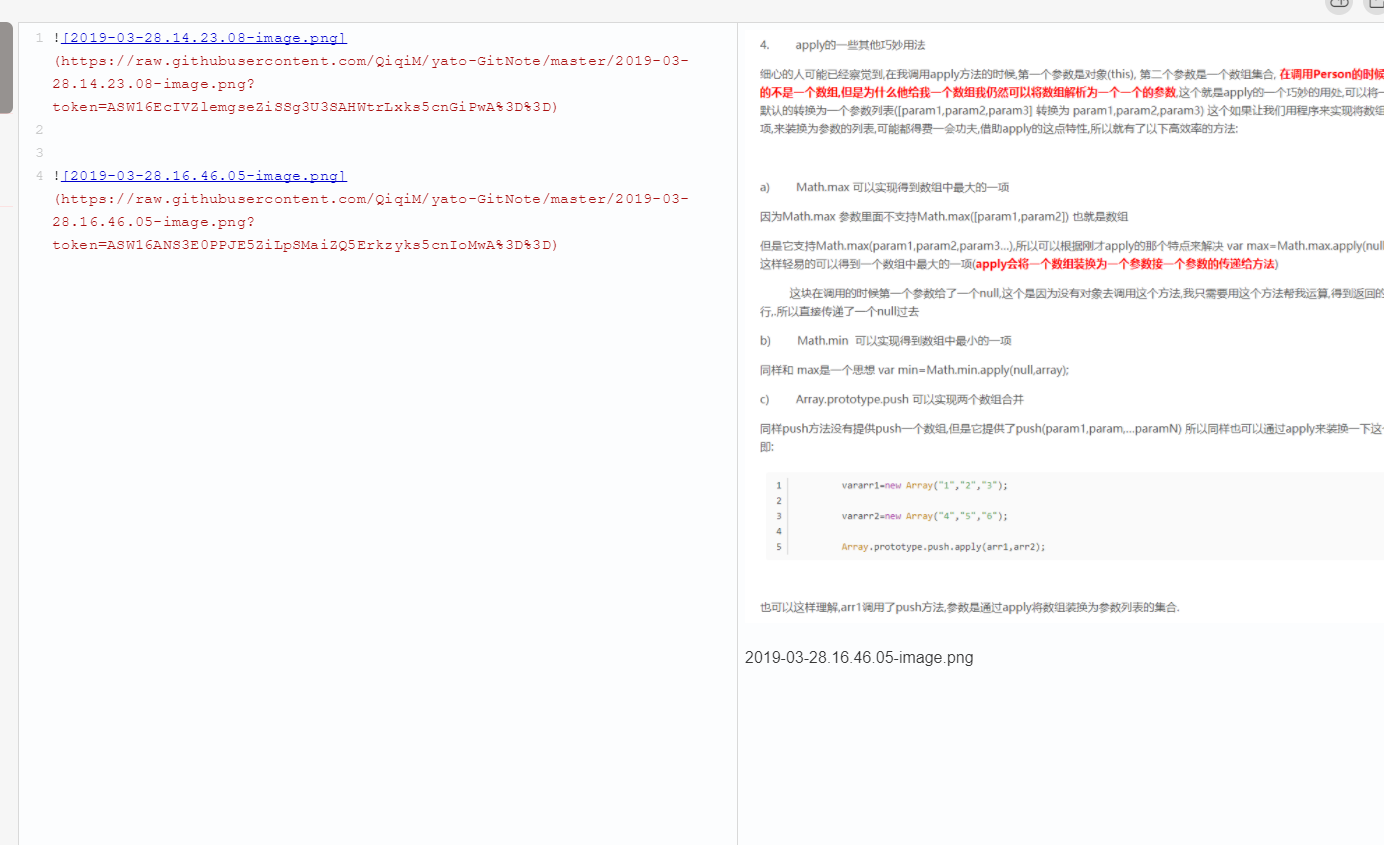 1 ![2019-03-28.14.23.08-image.png]
(https://raw.githubusercontent.com/QiqiM/yato-GitNote/master/2019-03-
28.14.23.08-image.png?
token=ASW16EcIVZlemgseZiSSg3U3SAHWtrLxks5cnGiPwA%3D%3D)
2
3
4 ![2019-03-28.16.46.05-image.png]
(https://raw.githubusercontent.com/QiqiM/yato-GitNote/master/2019-03-
28.16.46.05-image.png?
token=ASW16ANS3E0PPJE5ZiLpSMaiZQ5Erkzyks5cnIoMwA%3D%3D)
4. apply的一些其他巧妙用法
细心的人可能已经察觉到,在我调用apply方法的时候,第一个参数是对象(this), 第二个参数是一个数组集合, 在调用Person的时候
的不是一个数组,但是为什么他给我一个数组我仍然可以将数组解析为一个一个的参数,这个就是apply的一个巧妙的用处,可以将一
默认的转换为一个参数列表([param1,param2,param3] 转换为 param1,param2,param3) 这个如果让我们用程序来实现将数组
项,来装换为参数的列表,可能都得费一会功夫,借助apply的这点特性,所以就有了以下高效率的方法:
a) Math.max 可以实现得到数组中最大的一项
因为Math.max 参数里面不支持Math.max([param1,param2]) 也就是数组
但是它支持Math.max(param1,param2,param3…),所以可以根据刚才apply的那个特点来解决 var max=Math.max.apply(null
这样轻易的可以得到一个数组中最大的一项(apply会将一个数组装换为一个参数接一个参数的传递给方法)
这块在调用的时候第一个参数给了一个null,这个是因为没有对象去调用这个方法,我只需要用这个方法帮我运算,得到返回的
行,.所以直接传递了一个null过去
b) Math.min 可以实现得到数组中最小的一项
同样和 max是一个思想 var min=Math.min.apply(null,array);
c) Array.prototype.push 可以实现两个数组合并
同样push方法没有提供push一个数组,但是它提供了push(param1,param,…paramN) 所以同样也可以通过apply来装换一下这
即:
1 vararr1=new Array("1","2","3");
2
3 vararr2=new Array("4","5","6");
4
5 Array.prototype.push.apply(arr1,arr2);
也可以这样理解,arr1调用了push方法,参数是通过apply将数组装换为参数列表的集合.
2019-03-28.16.46.05-image.png